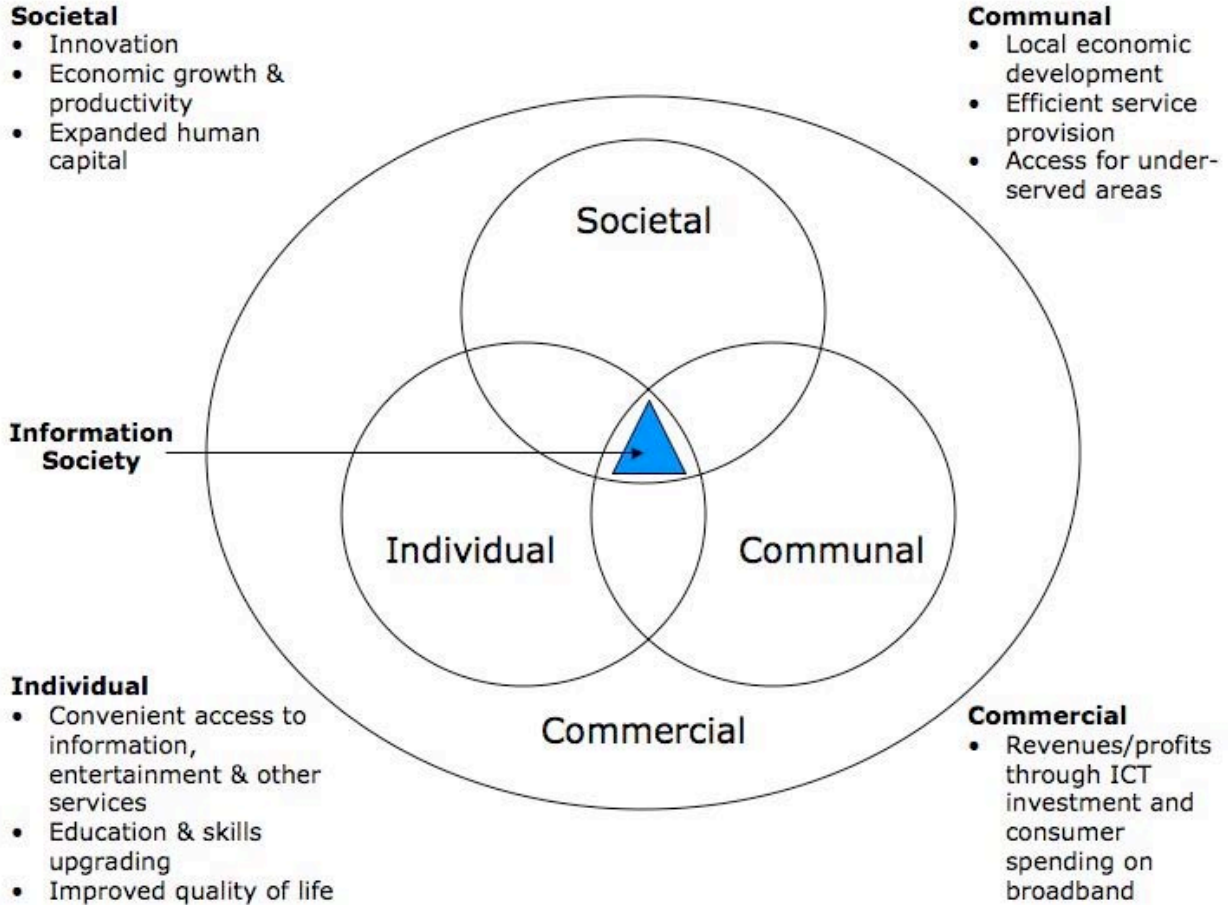 Societal
• Innovation
• Economic growth &
productivity
• Expanded human
capital
Communal
• Local economic
development
• Efficient service
provision
• Access for under-
served areas
Societal
Information
Society
Individual
Communal
Commercial
Individual
• Convenient access to
information,
entertainment & other
services
• Education & skills
upgrading
• Improved quality of life
Commercial
• Revenues/profits
through ICT
investment and
consumer
spending on
broadband